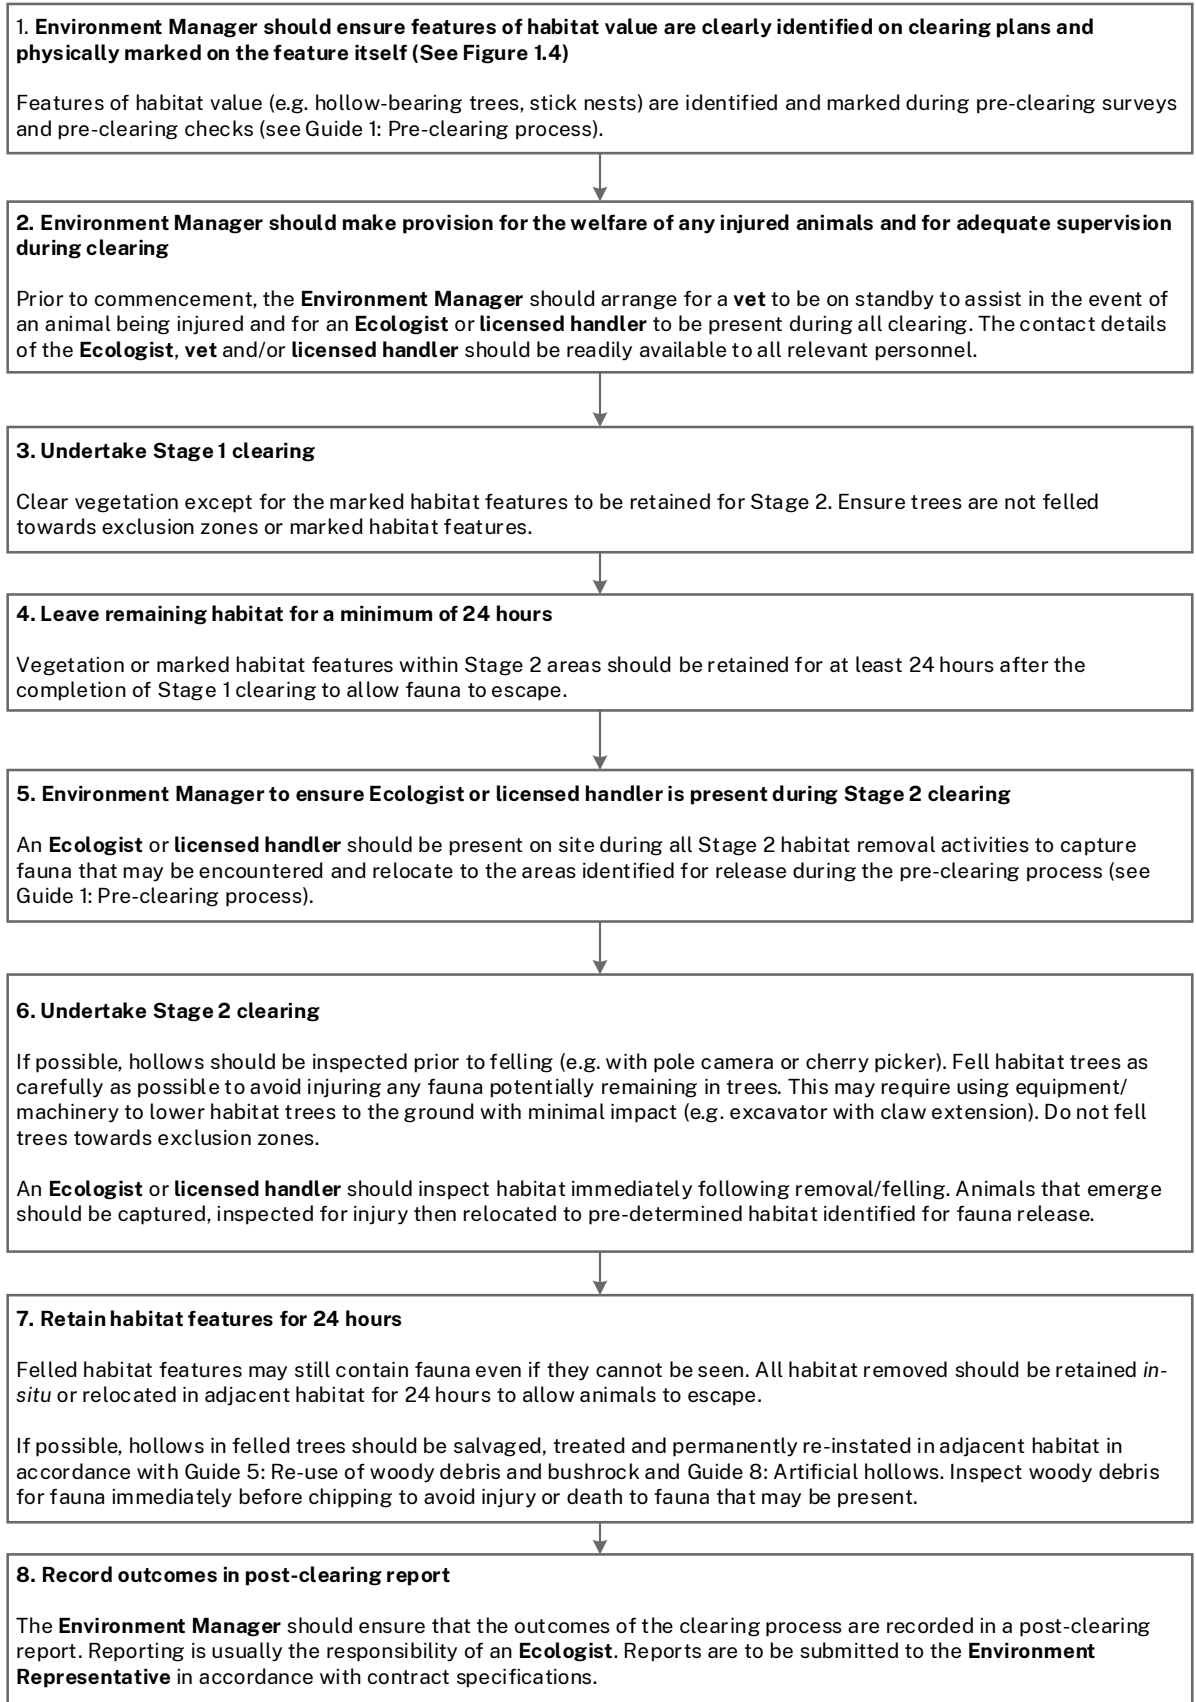 1. Environment Manager should ensure features of habitat value are clearly identified on clearing plans and
physically marked on the feature itself (See Figure 1.4)
Features of habitat value (e.g. hollow-bearing trees, stick nests) are identified and marked during pre-clearing surveys
and pre-clearing checks (see Guide 1: Pre-clearing process).
2. Environment Manager should make provision for the welfare of any injured animals and for adequate supervision
during clearing
Prior to commencement, the Environment Manager should arrange for a vet to be on standby to assist in the event of
an animal being injured and for an Ecologist or licensed handler to be present during all clearing. The contact details
of the Ecologist, vet and/or licensed handler should be readily available to all relevant personnel.
3. Undertake Stage 1 clearing
Clear vegetation except for the marked habitat features to be retained for Stage 2. Ensure trees are not felled
towards exclusion zones or marked habitat features.
4. Leave remaining habitat for a minimum of 24 hours
Vegetation or marked habitat features within Stage 2 areas should be retained for at least 24 hours after the
completion of Stage 1 clearing to allow fauna to escape.
5. Environment Manager to ensure Ecologist or licensed handler is present during Stage 2 clearing
An Ecologist or licensed handler should be present on site during all Stage 2 habitat removal activities to capture
fauna that may be encountered and relocate to the areas identified for release during the pre-clearing process (see
Guide 1: Pre-clearing process).
6. Undertake Stage 2 clearing
If possible, hollows should be inspected prior to felling (e.g. with pole camera or cherry picker). Fell habitat trees as
carefully as possible to avoid injuring any fauna potentially remaining in trees. This may require using equipment/
machinery to lower habitat trees to the ground with minimal impact (e.g. excavator with claw extension). Do not fell
trees towards exclusion zones.
An Ecologist or licensed handler should inspect habitat immediately following removal/felling. Animals that emerge
should be captured, inspected for injury then relocated to pre-determined habitat identified for fauna release.
7. Retain habitat features for 24 hours
Felled habitat features may still contain fauna even if they cannot be seen. All habitat removed should be retained in-
situ or relocated in adjacent habitat for 24 hours to allow animals to escape.
If possible, hollows in felled trees should be salvaged, treated and permanently re-instated in adjacent habitat in
accordance with Guide 5: Re-use of woody debris and bushrock and Guide 8: Artificial hollows. Inspect woody debris
for fauna immediately before chipping to avoid injury or death to fauna that may be present.
8. Record outcomes in post-clearing report
The Environment Manager should ensure that the outcomes of the clearing process are recorded in a post-clearing
report. Reporting is usually the responsibility of an Ecologist. Reports are to be submitted to the Environment
Representative in accordance with contract specifications.